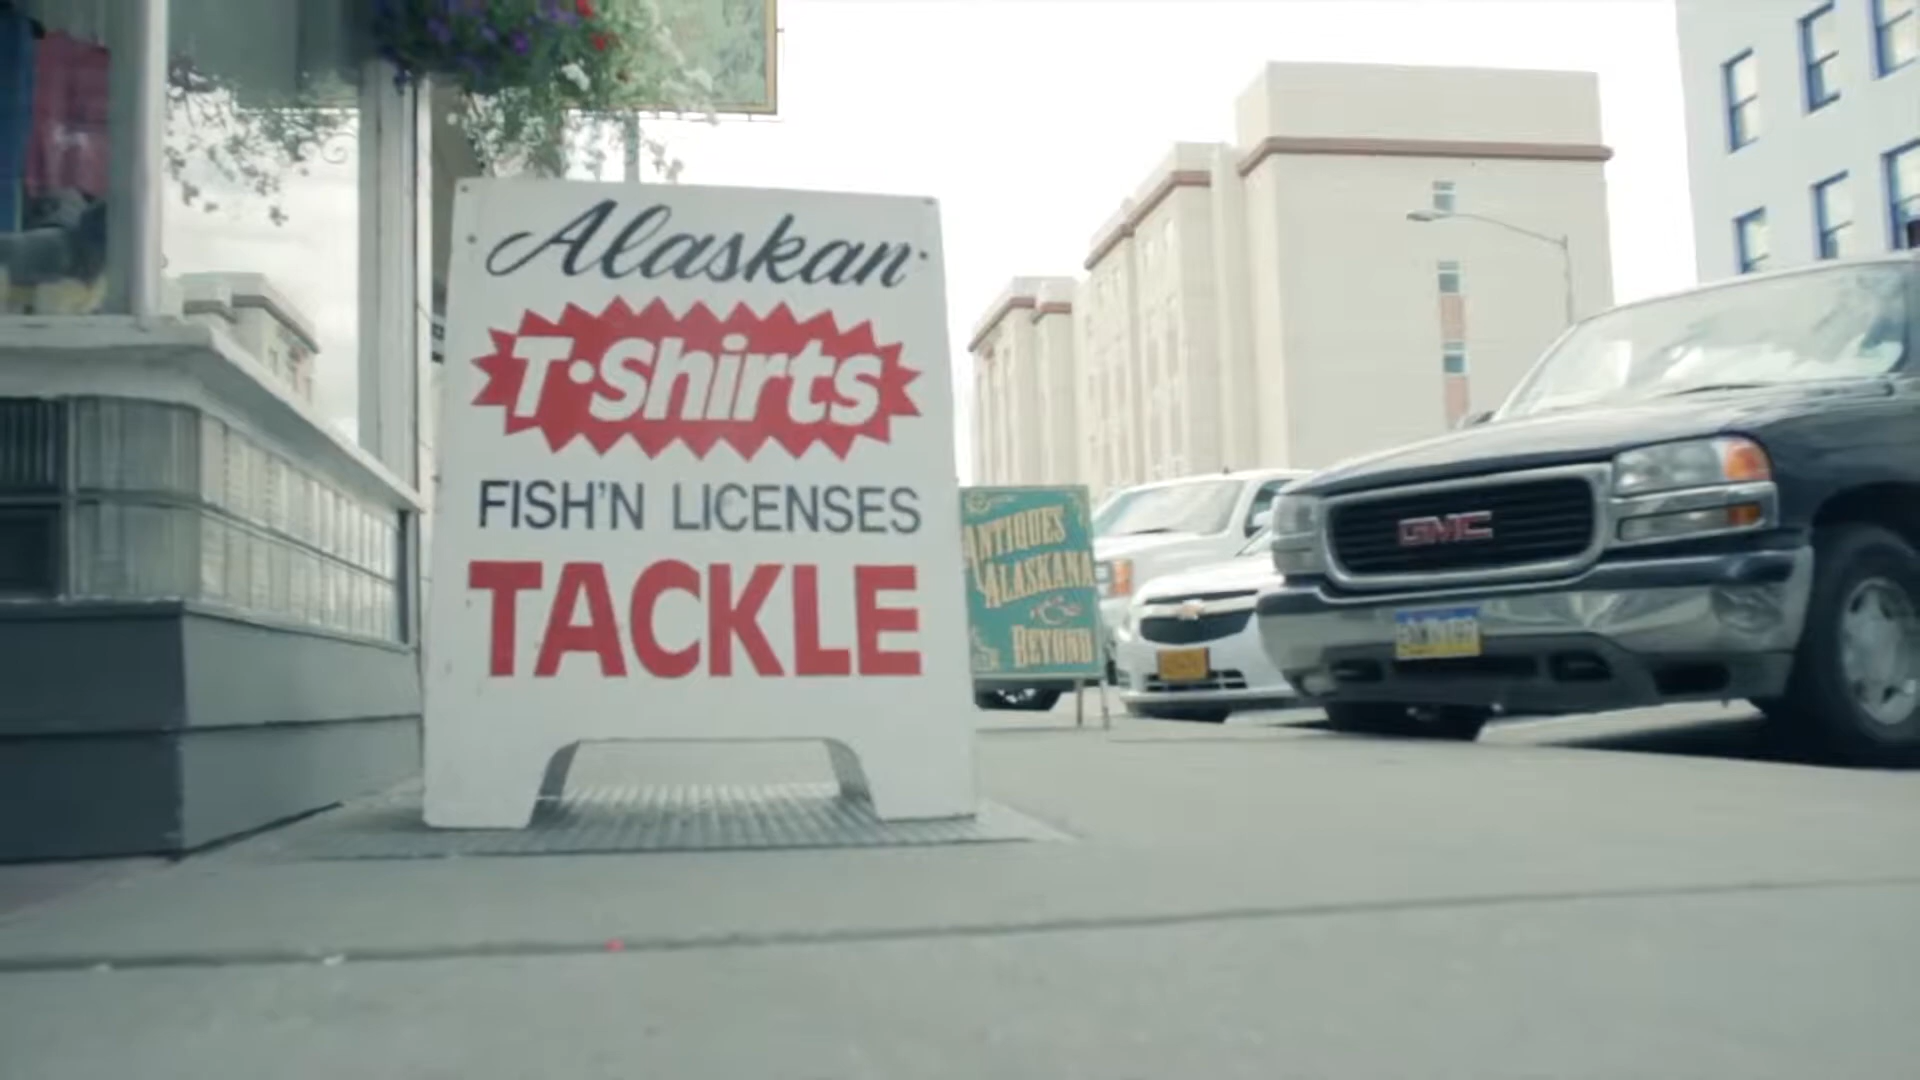 Alaskan
T·Shirts
FISH'N LICENSES
TACKLE
ANTIQUES
ALASKANA
&
BEYOND
GMC